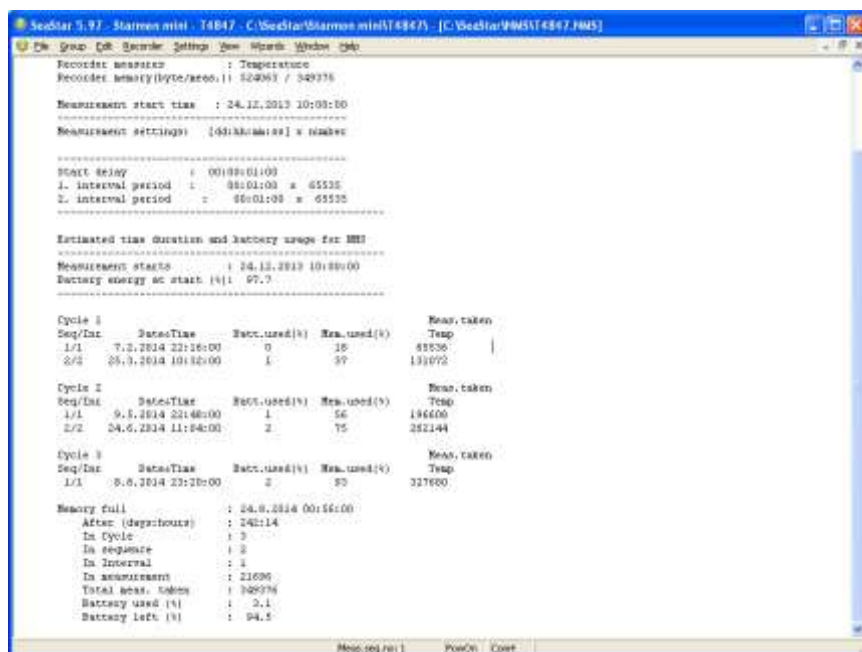 SeaStar 5.97 - Starmon mini - T4847 - C:\SeaStar\Starmon mini\T4847\ - [C:\SeaStar\NMS\T4847.NMS]
File Group Edit Recorder Settings View Wizards Window Help
Recorder measures : Temperature
Recorder memory(byte/meas.): 524063 / 349376
Measurement start time : 24.12.2013 10:00:00
Measurement settings: [dd:hh:mm:ss] x number
Start delay : 00:00:01:00
1. interval period : 00:01:00 x 65535
2. interval period : 00:01:00 x 65535
Estimated time duration and battery usage for NMS
Measurement starts : 24.12.2013 10:00:00
Battery energy at start (%): 97.7
Cycle 1 Meas.taken
Seq/Int Date&Time Batt.used(%) Mem.used(%) Temp
1/1 7.2.2014 22:16:00 0 18 65536
2/2 25.3.2014 10:32:00 1 37 131072
Cycle 2 Meas.taken
Seq/Int Date&Time Batt.used(%) Mem.used(%) Temp
1/1 9.5.2014 22:48:00 1 56 196608
2/2 24.6.2014 11:04:00 2 75 262144
Cycle 3 Meas.taken
Seq/Int Date&Time Batt.used(%) Mem.used(%) Temp
1/1 8.8.2014 23:20:00 2 93 327680
Memory full : 24.8.2014 00:56:00
After (days:hours) : 242:14
In Cycle : 3
In sequence : 2
In Interval : 1
In measurement : 21696
Total meas. taken : 349376
Battery used (%) : 3.1
Battery left (%) : 94.5
Meas.seq.no: 1 PowOn Com4